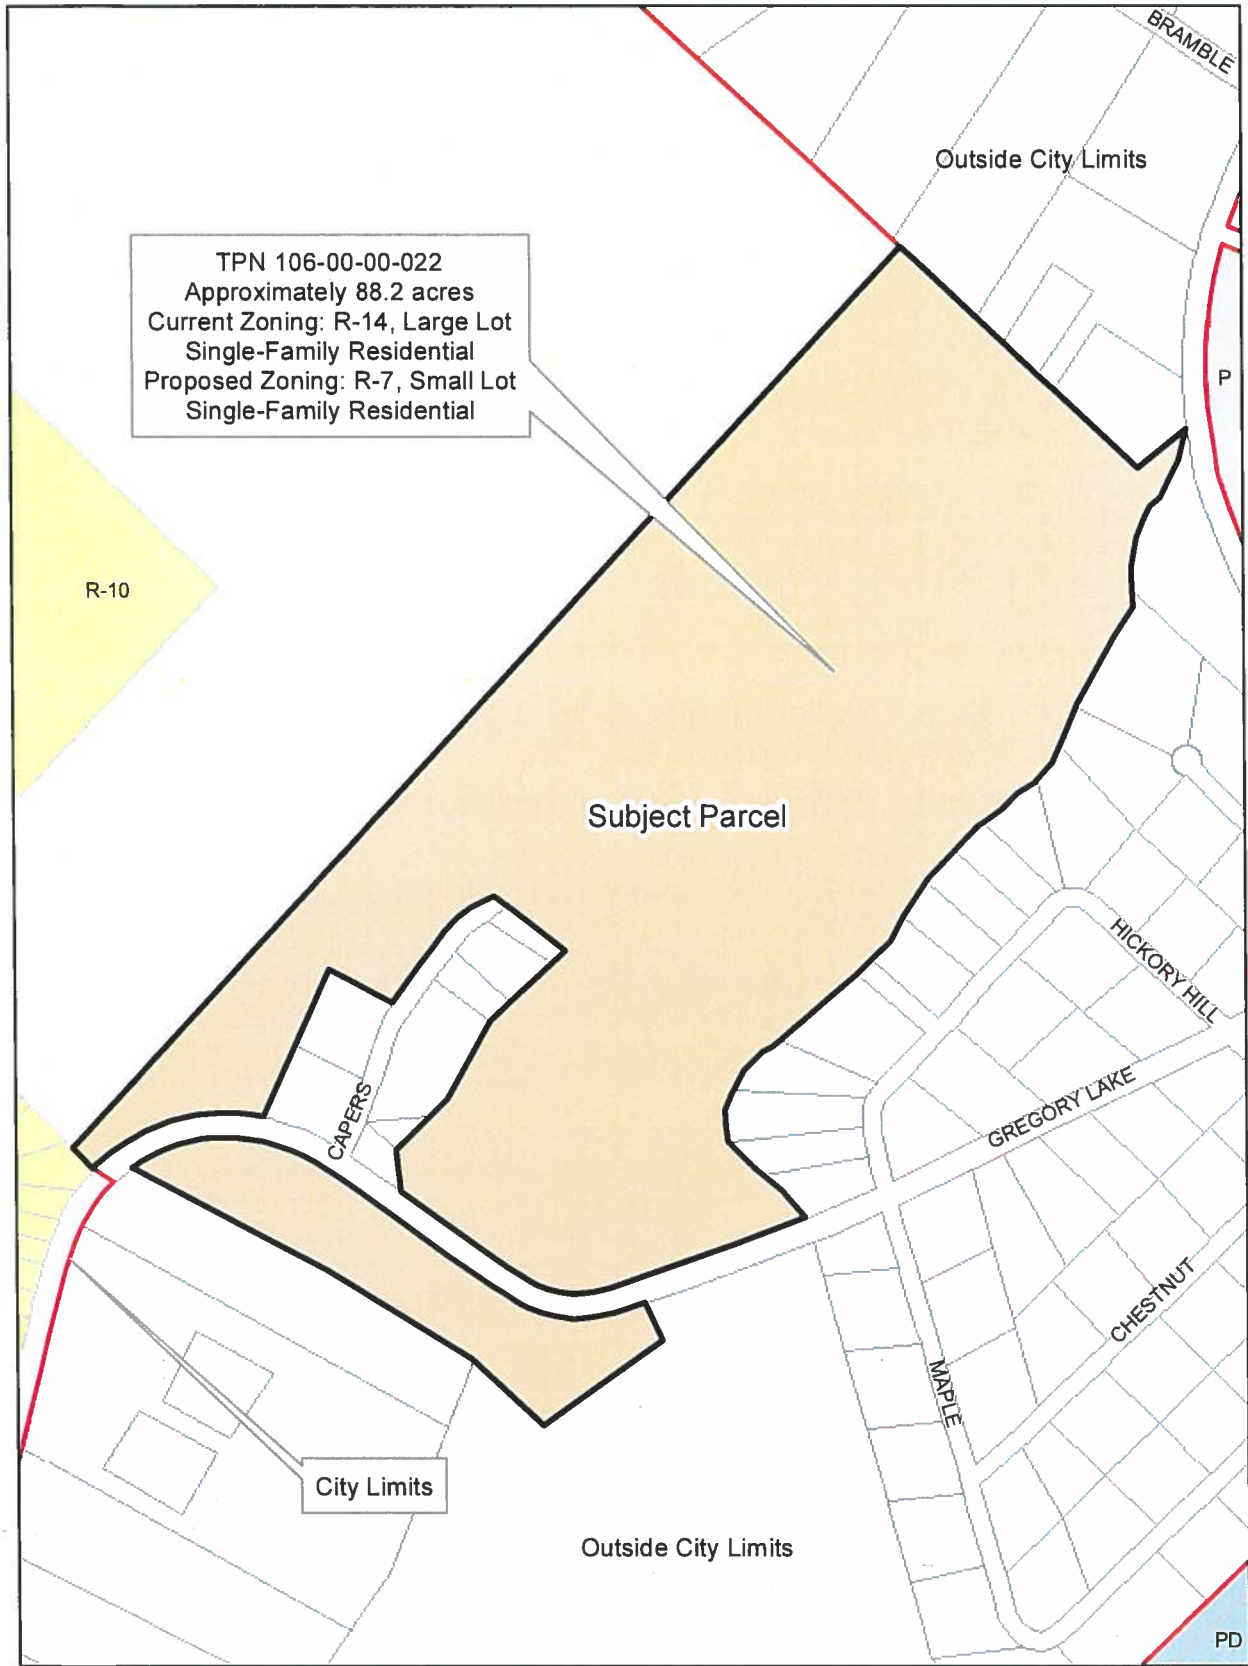 BRAMBLE
Outside City Limits
TPN 106-00-00-022
Approximately 88.2 acres
Current Zoning: R-14, Large Lot
Single-Family Residential
Proposed Zoning: R-7, Small Lot
Single-Family Residential
P
R-10
Subject Parcel
HICKORY HILL
CAPERS
GREGORY LAKE
CHESTNUT
MAPLE
City Limits
Outside City Limits
PD